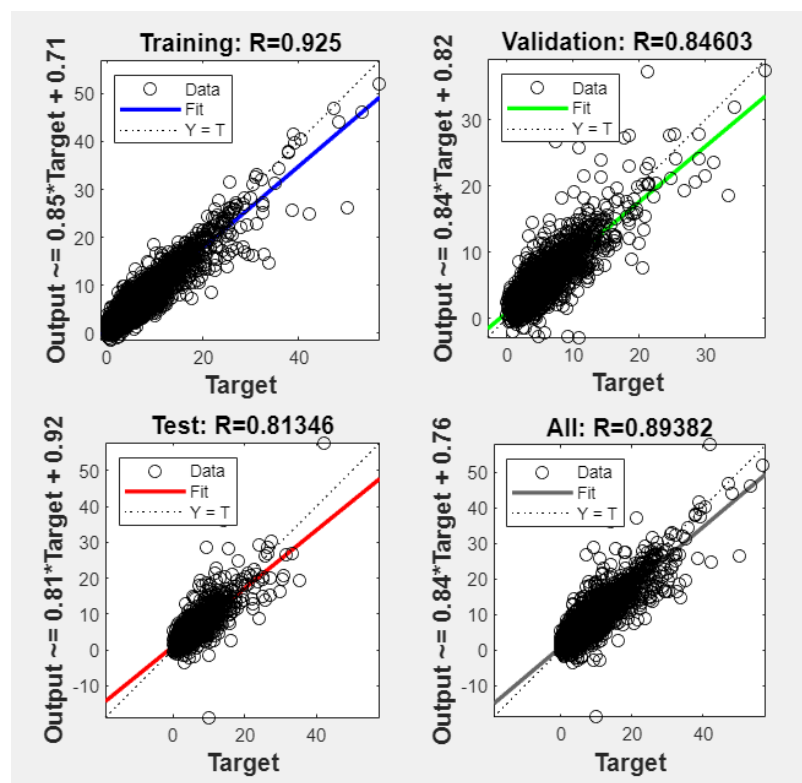 Training: R=0.925
Output ~= 0.85*Target + 0.71
Data
Fit
Y = T
50
40
30
20
10
0
0
20
40
Target
Validation: R=0.84603
Output ~= 0.84*Target + 0.82
Data
Fit
Y = T
30
20
10
0
0
10
20
30
Target
Test: R=0.81346
Output ~= 0.81*Target + 0.92
Data
Fit
Y = T
50
40
30
20
10
0
-10
0
20
40
Target
All: R=0.89382
Output ~= 0.84*Target + 0.76
Data
Fit
Y = T
50
40
30
20
10
0
-10
0
20
40
Target